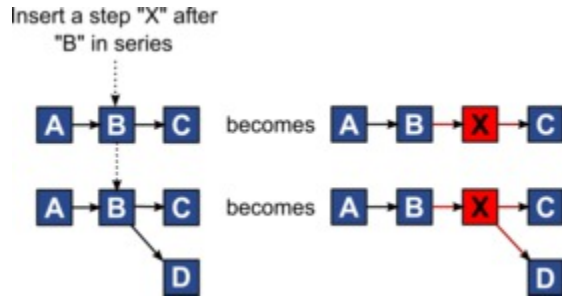 Insert a step "X" after
"B" in series
A B C becomes A B X C
A B C becomes A B X C
D D